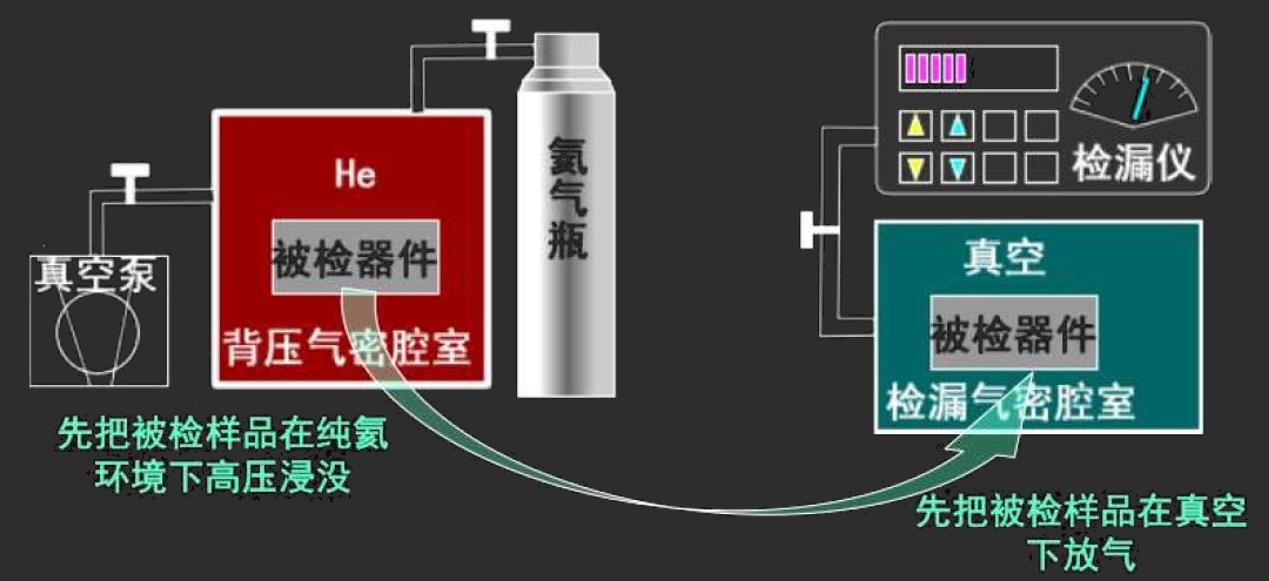 真空泵
He
被检器件
背压气密腔室
氦气瓶
先把被检样品在纯氦
环境下高压浸没
检漏仪
真空
被检器件
检漏气密腔室
先把被检样品在真空
下放气